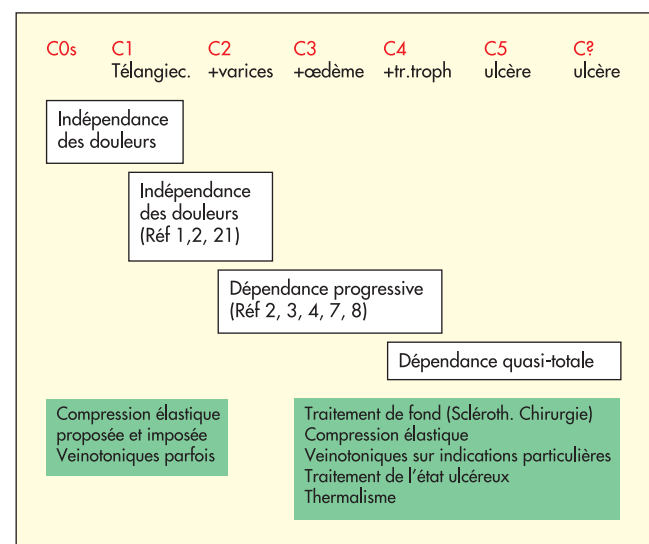 C0s C1 C2 C3 C4 C5 C?
Télangiec. +varices +œdème +tr.troph ulcère ulcère
Indépendance
des douleurs
Indépendance
des douleurs
(Réf 1,2, 21)
Dépendance progressive
(Réf 2, 3, 4, 7, 8)
Dépendance quasi-totale
Compression élastique
proposée et imposée
Veinotoniques parfois
Traitement de fond (Scléroth. Chirurgie)
Compression élastique
Veinotoniques sur indications particulières
Traitement de l'état ulcéreux
Thermalisme